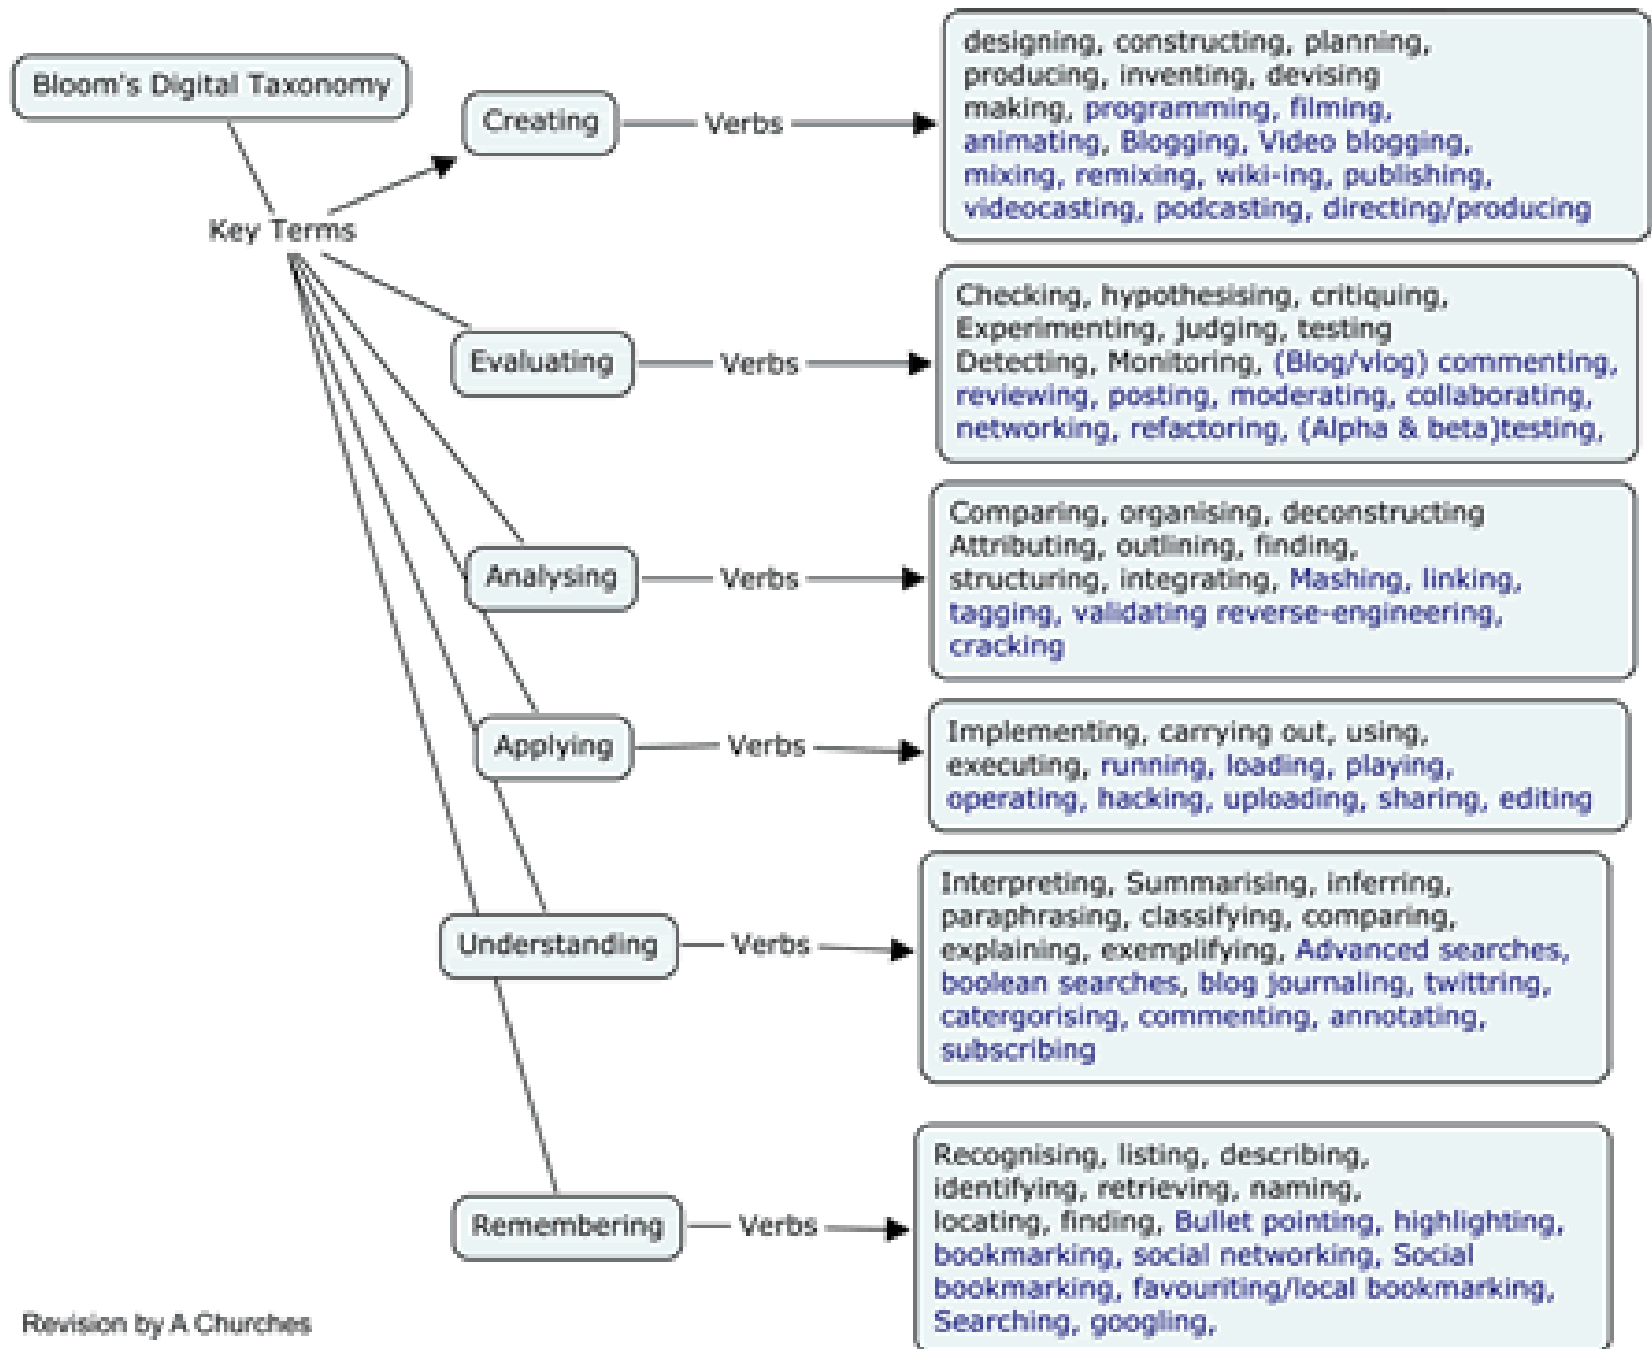 Bloom's Digital Taxonomy
Key Terms
Creating
Verbs
designing, constructing, planning,
producing, inventing, devising
making, programming, filming,
animating, Blogging, Video blogging,
mixing, remixing, wiki-ing, publishing,
videocasting, podcasting, directing/producing
Evaluating
Verbs
Checking, hypothesising, critiquing,
Experimenting, judging, testing
Detecting, Monitoring, (Blog/vlog) commenting,
reviewing, posting, moderating, collaborating,
networking, refactoring, (Alpha & beta)testing,
Analysing
Verbs
Comparing, organising, deconstructing
Attributing, outlining, finding,
structuring, integrating, Mashing, linking,
tagging, validating reverse-engineering,
cracking
Applying
Verbs
Implementing, carrying out, using,
executing, running, loading, playing,
operating, hacking, uploading, sharing, editing
Understanding
Verbs
Interpreting, Summarising, inferring,
paraphrasing, classifying, comparing,
explaining, exemplifying, Advanced searches,
boolean searches, blog journaling, twittring,
catergorising, commenting, annotating,
subscribing
Remembering
Verbs
Recognising, listing, describing,
identifying, retrieving, naming,
locating, finding, Bullet pointing, highlighting,
bookmarking, social networking, Social
bookmarking, favouriting/local bookmarking,
Searching, googling,
Revision by A Churches